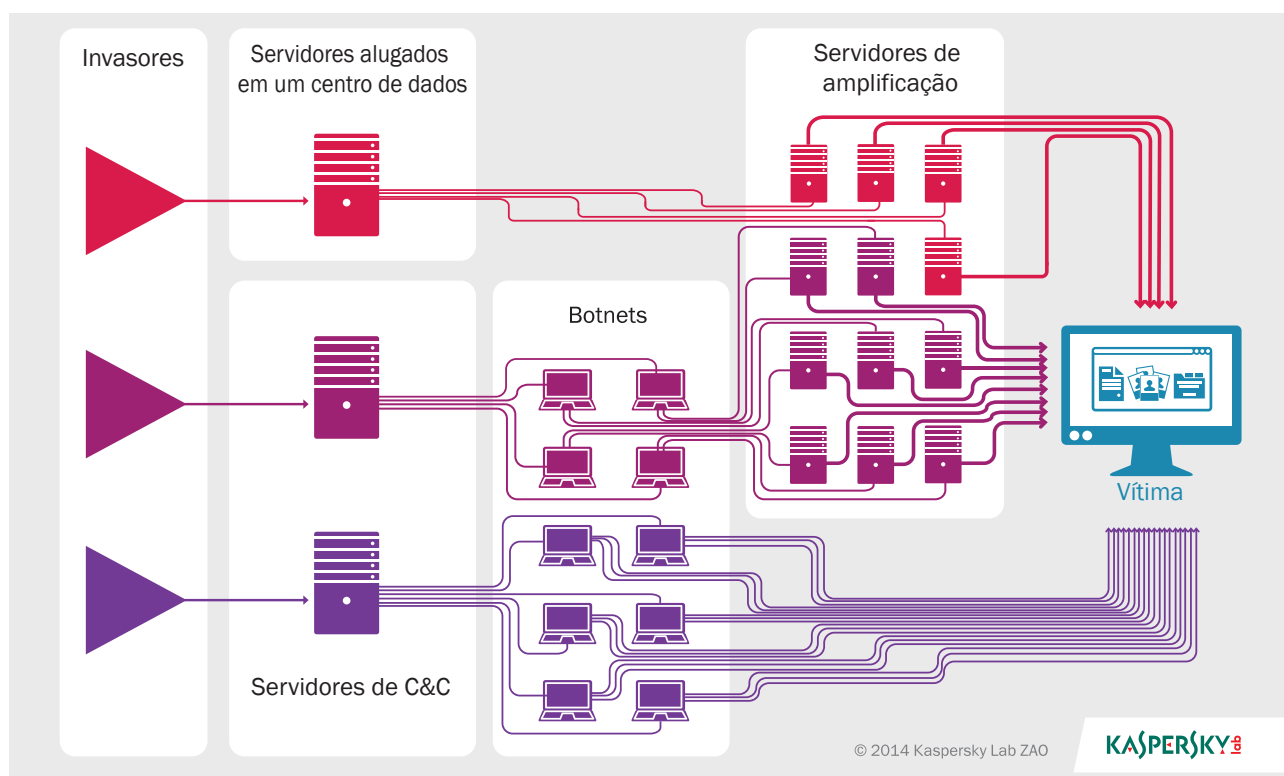 Invasores
Servidores alugados
em um centro de dados
Servidores de
amplificação
Botnets
Vítima
Servidores de C&C
© 2014 Kaspersky Lab ZAO
KASPERSKY lab